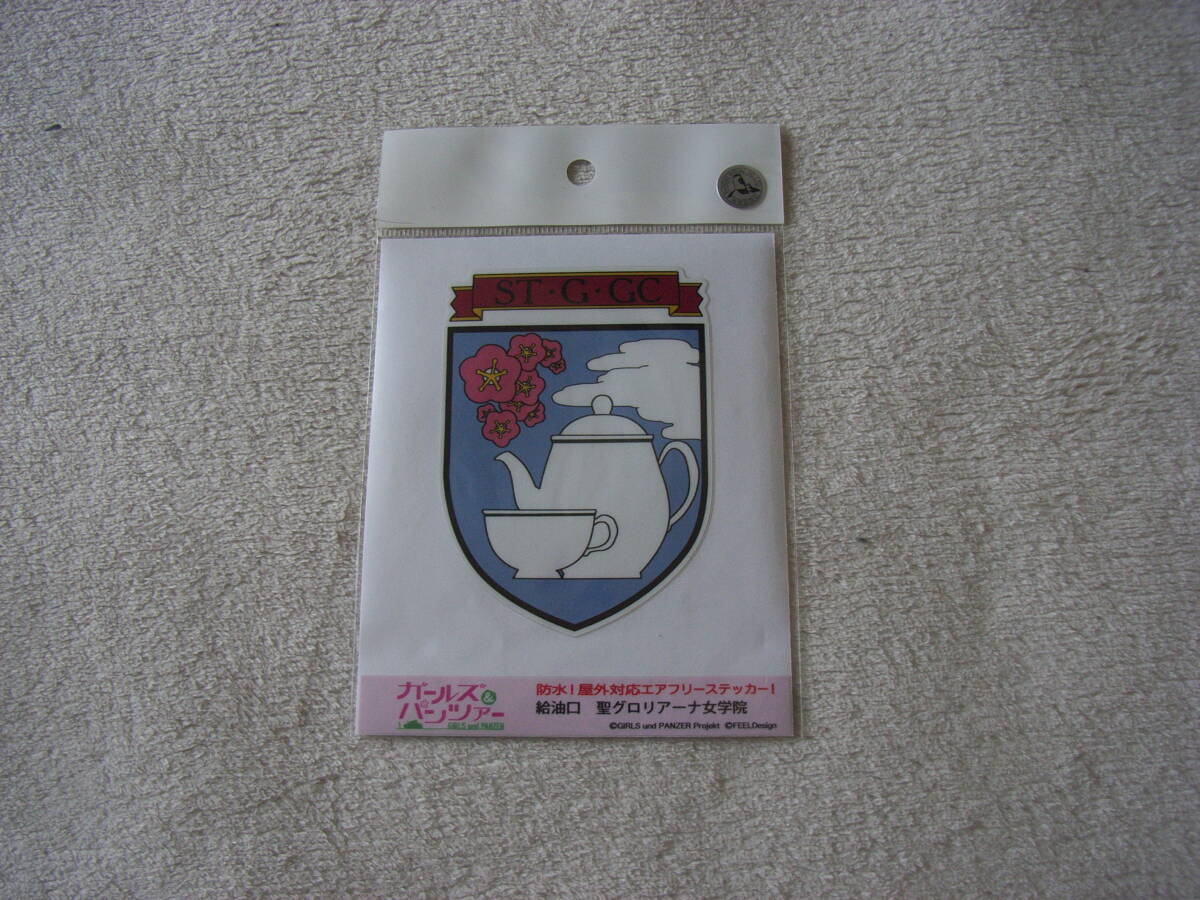 ST・G・GC
ガールズ&
パンツァー
GIRLS und PANZER
防水！屋外対応エアフリーステッカー！
給油口　聖グロリアーナ女学院
©GIRLS und PANZER Projekt ©FEELDesign